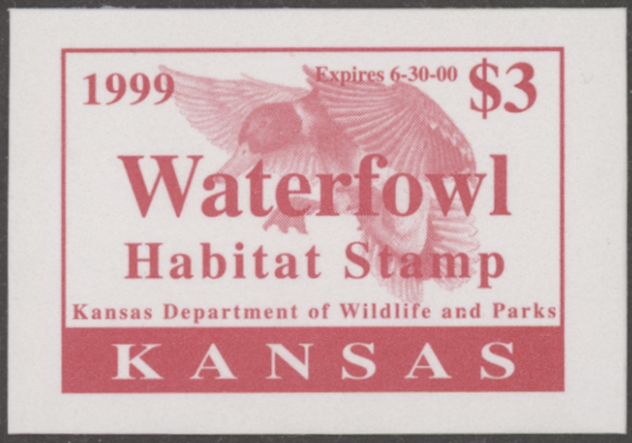 1999 Expires 6-30-00 $3
Waterfowl
Habitat Stamp
Kansas Department of Wildlife and Parks
KANSAS